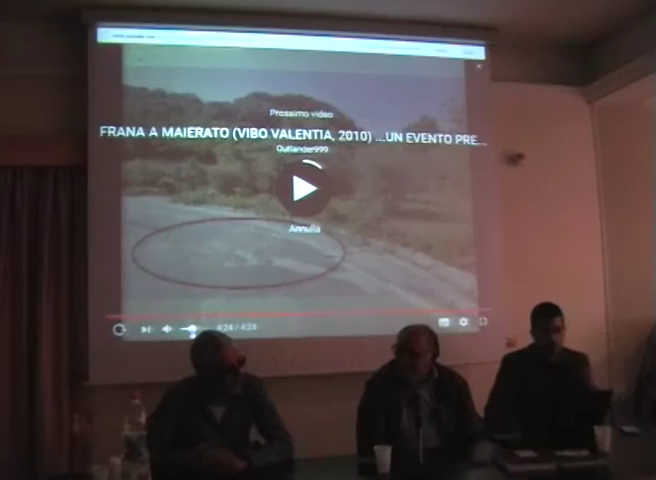 Prossimo video
FRANA A MAIERATO (VIBO VALENTIA, 2010) ...UN EVENTO PRE...
Outlander999
Annulla
4:24 / 4:24